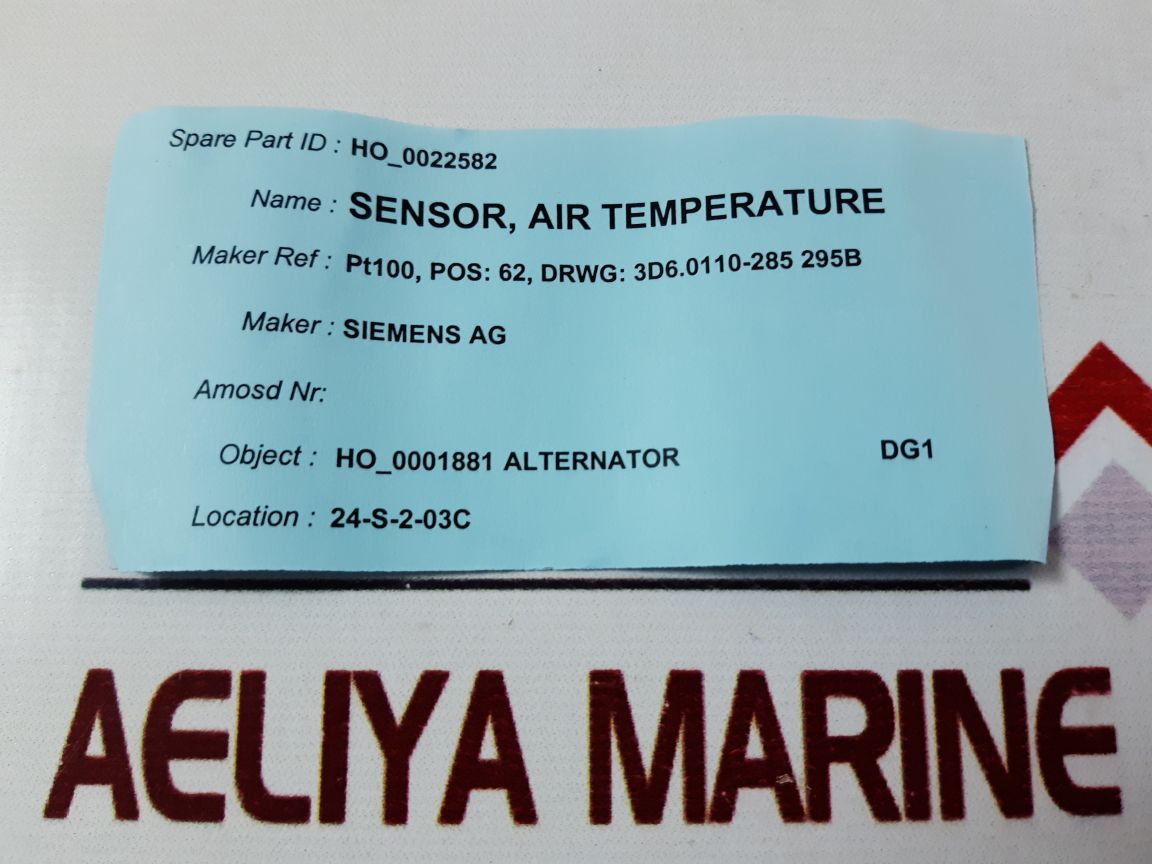 Spare Part ID : HO_0022582
Name : SENSOR, AIR TEMPERATURE
Maker Ref : Pt100, POS: 62, DRWG: 3D6.0110-285 295B
Maker : SIEMENS AG
Amosd Nr:
Object : HO_0001881 ALTERNATOR DG1
Location : 24-S-2-03C
AELIYA MARINE